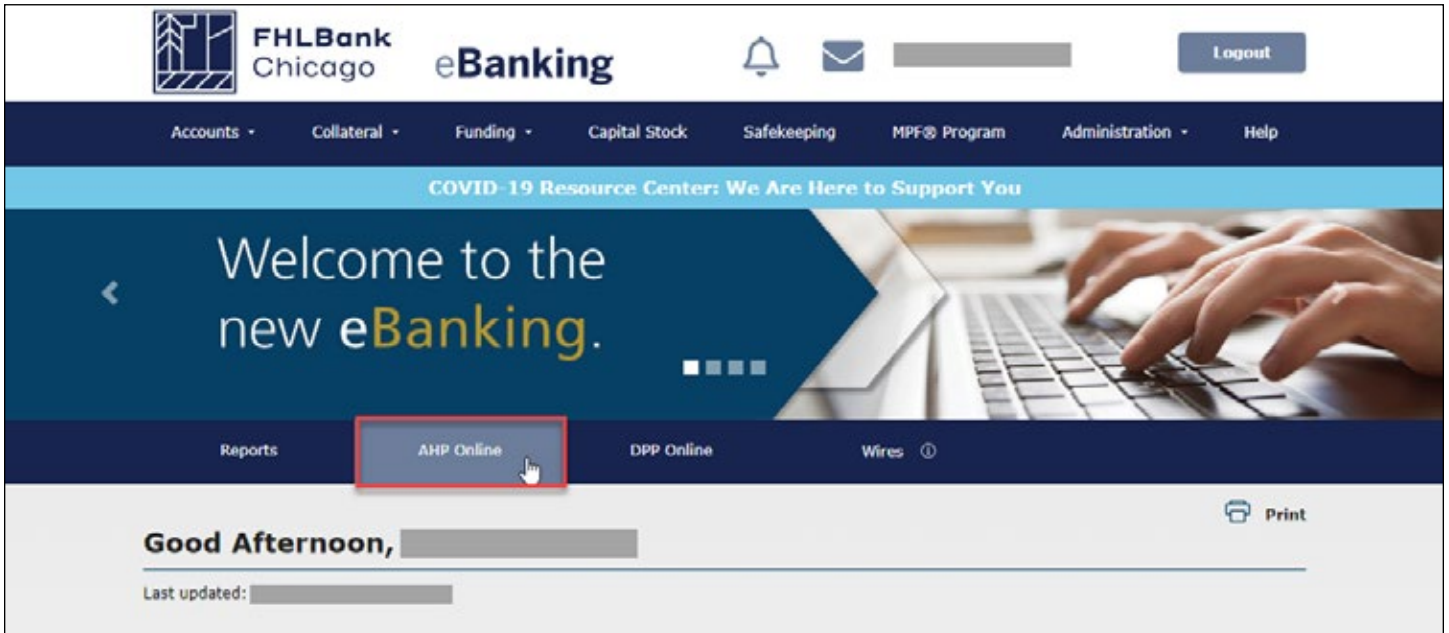 FHLBank
Chicago
eBanking
Logout
Accounts
Collateral
Funding
Capital Stock
Safekeeping
MPF® Program
Administration
Help
COVID-19 Resource Center: We Are Here to Support You
Welcome to the
new eBanking.
Reports
AHP Online
DPP Online
Wires
Print
Good Afternoon,
Last updated: